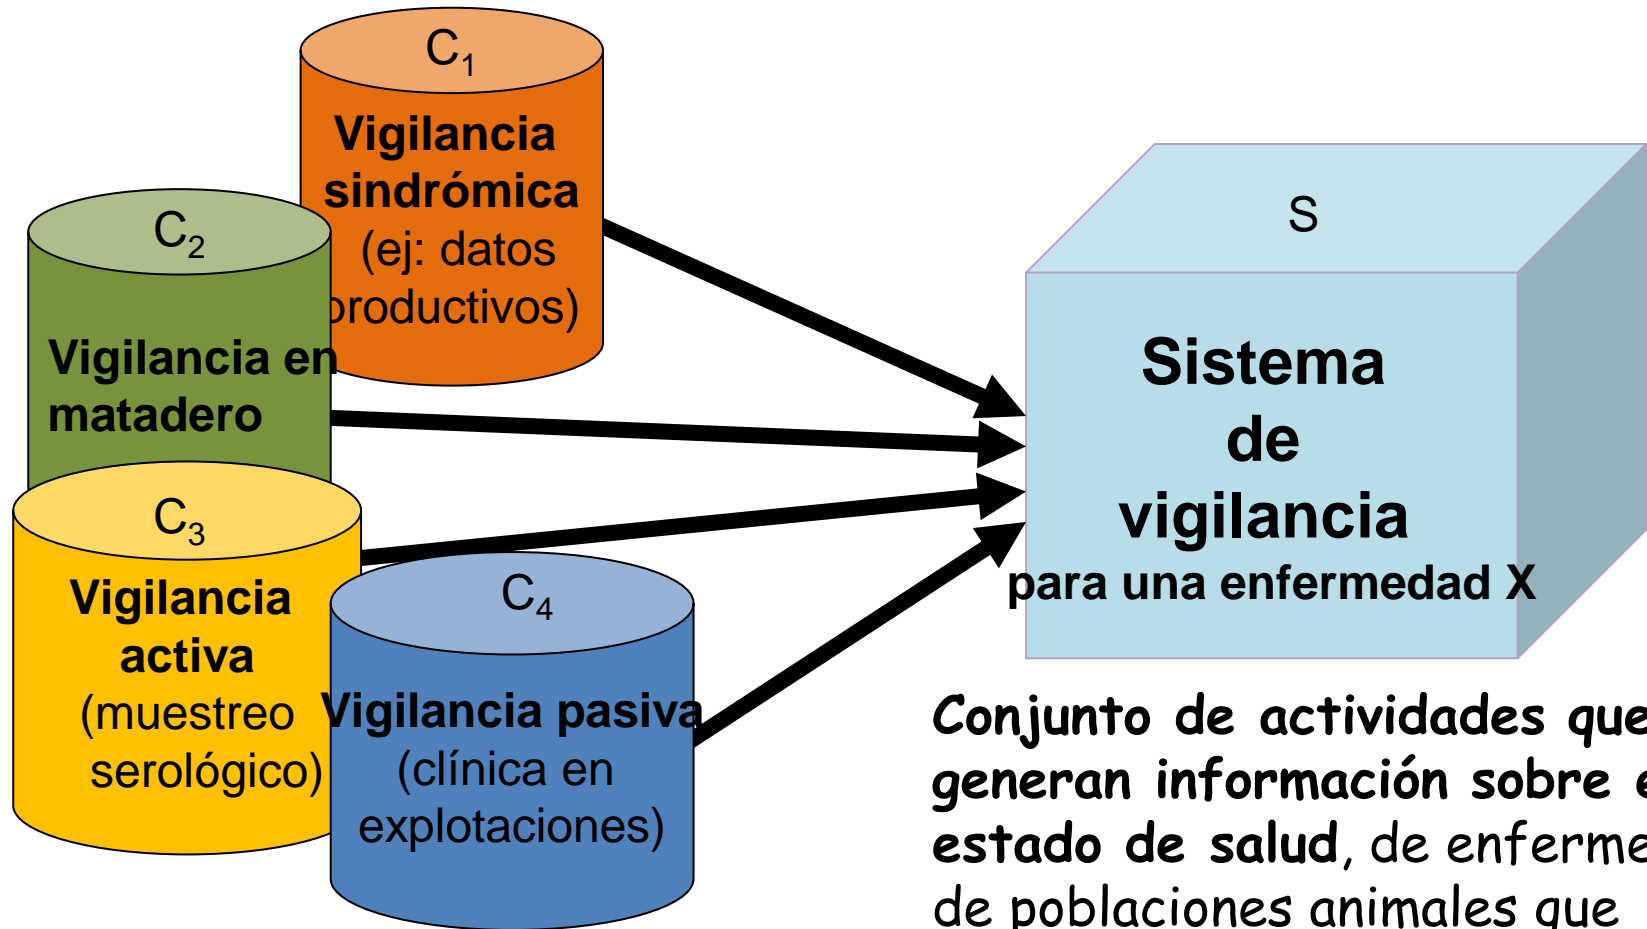 C1
Vigilancia
sindrómica
(ej: datos
productivos)
C2
Vigilancia en
matadero
C3
Vigilancia
activa
(muestreo
serológico)
C4
Vigilancia pasiva
(clínica en
explotaciones)
S
Sistema
de
vigilancia
para una enfermedad X
Conjunto de actividades que
generan información sobre e
estado de salud, de enferme
de poblaciones animales que